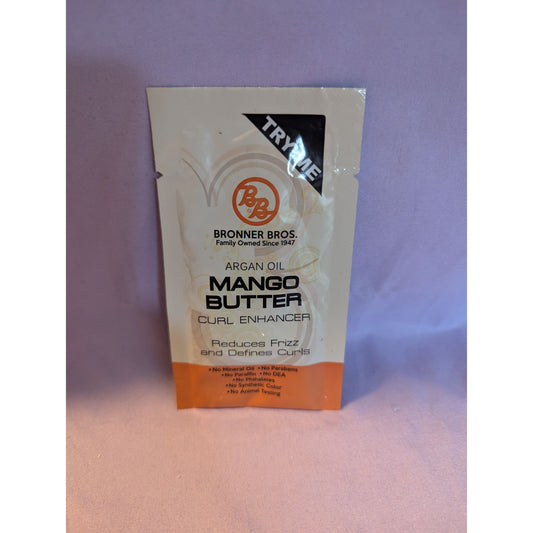 TRY ME
BB
BRONNER BROS.
Family Owned Since 1947
ARGAN OIL
MANGO
BUTTER
CURL ENHANCER
Reduces Frizz
and Defines Curls
•No Mineral Oil •No Parabens
•No Paraffin •No DEA
•No Phthalates
•No Synthetic Color
•No Animal Testing